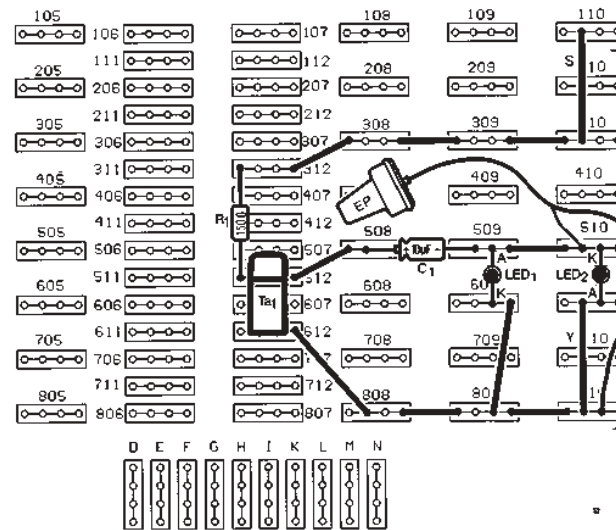 105 106 107 108 109 110
111 112
205 206 207 208 209 10
211 212
305 306 307 308 309 10
S
311 312
405 406 407 409 410
EP
R1 150Ω 411 412
505 506 507 508 509 510
10µF C1
A LED1 K
K LED2 A
511 512
Ta1
605 606 607 608 60
611 612
705 706 708 709 10
Y
711 712
805 806 807 808 80
D E F G H I K L M N